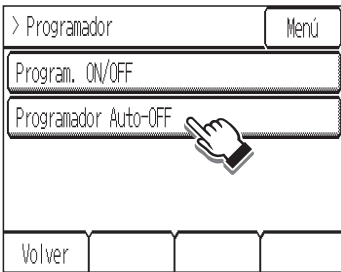 > Programador
Menú
Program. ON/OFF
Programador Auto-OFF
Volver